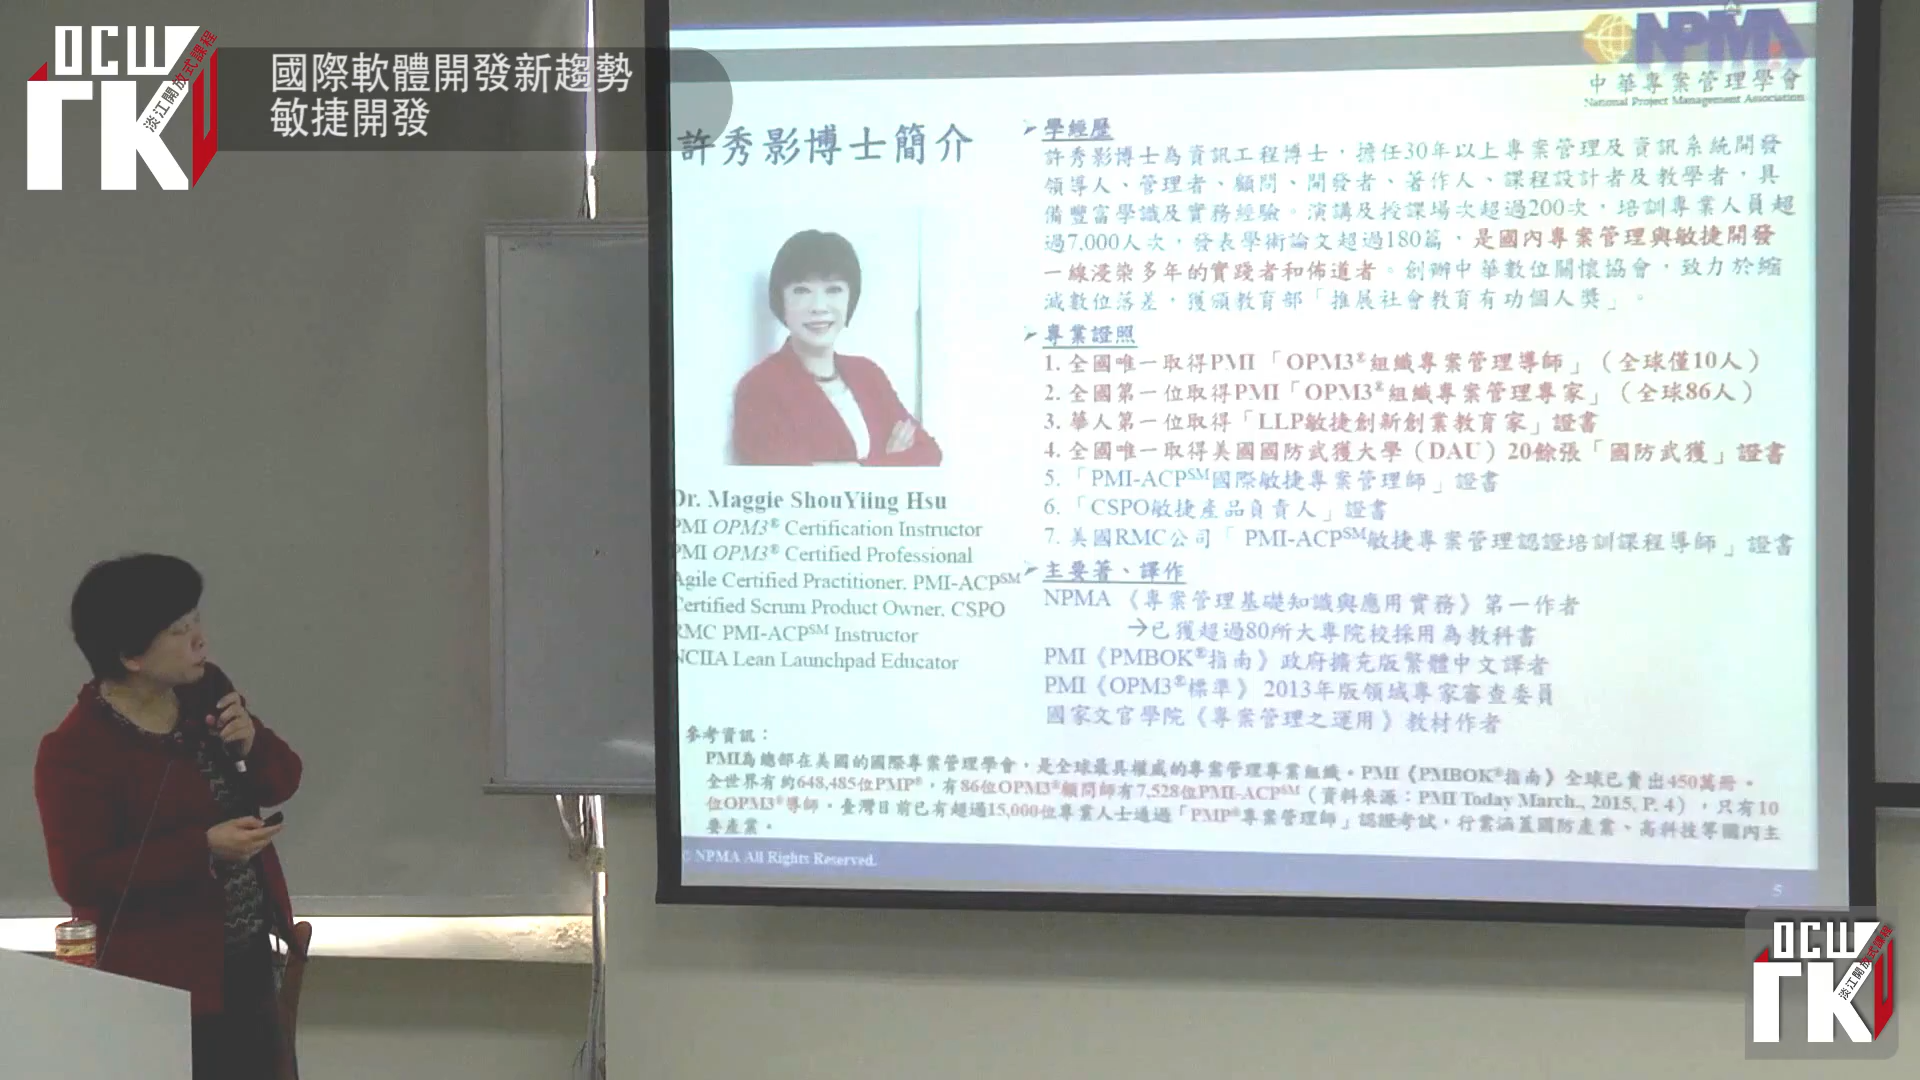 OCW
TKU
淡江開放式課程
國際軟體開發新趨勢
敏捷開發
NPMA
中華專案管理學會
National Project Management Association
許秀影博士簡介
Dr. Maggie ShouYiing Hsu
PMI OPM3® Certification Instructor
PMI OPM3® Certified Professional
Agile Certified Practitioner. PMI-ACP℠
Certified Scrum Product Owner. CSPO
RMC PMI-ACP℠ Instructor
NCIIA Lean Launchpad Educator
➢ 學經歷
許秀影博士為資訊工程博士，擔任30年以上專案管理及資訊系統開發
領導人、管理者、顧問、開發者、著作人、課程設計者及教學者，具
備豐富學識及實務經驗。演講及授課場次超過200次，培訓專業人員超
過7,000人次，發表學術論文超過180篇，是國內專案管理與敏捷開發
一線浸染多年的實踐者和佈道者。創辦中華數位關懷協會，致力於縮
減數位落差，獲頒教育部「推展社會教育有功個人獎」。
➢ 專業證照
1. 全國唯一取得PMI「OPM3®組織專案管理導師」（全球僅10人）
2. 全國第一位取得PMI「OPM3®組織專案管理專家」（全球86人）
3. 華人第一位取得「LLP敏捷創新創業教育家」證書
4. 全國唯一取得美國國防武獲大學（DAU）20餘張「國防武獲」證書
5. 「PMI-ACP℠國際敏捷專案管理師」證書
6. 「CSPO敏捷產品負責人」證書
7. 美國RMC公司「 PMI-ACP℠敏捷專案管理認證培訓課程導師」證書
➢ 主要著、譯作
NPMA 《專案管理基礎知識與應用實務》第一作者
→已獲超過80所大專院校採用為教科書
PMI《PMBOK®指南》政府擴充版繁體中文譯者
PMI《OPM3®標準》 2013年版領域專家審查委員
國家文官學院《專案管理之運用》教材作者
參考資訊：
PMI為總部在美國的國際專案管理學會，是全球最具權威的專案管理專業組織。PMI《PMBOK®指南》全球已賣出450萬冊。
全世界有約648,485位PMP®，有86位OPM3®顧問師有7,528位PMI-ACP℠（資料來源：PMI Today March., 2015, P. 4），只有10
位OPM3®導師。臺灣目前已有超過15,000位專業人士通過「PMP®專案管理師」認證考試，行業涵蓋國防產業、高科技等國內主
要產業。
© NPMA All Rights Reserved.
5
OCW
TKU
淡江開放式課程